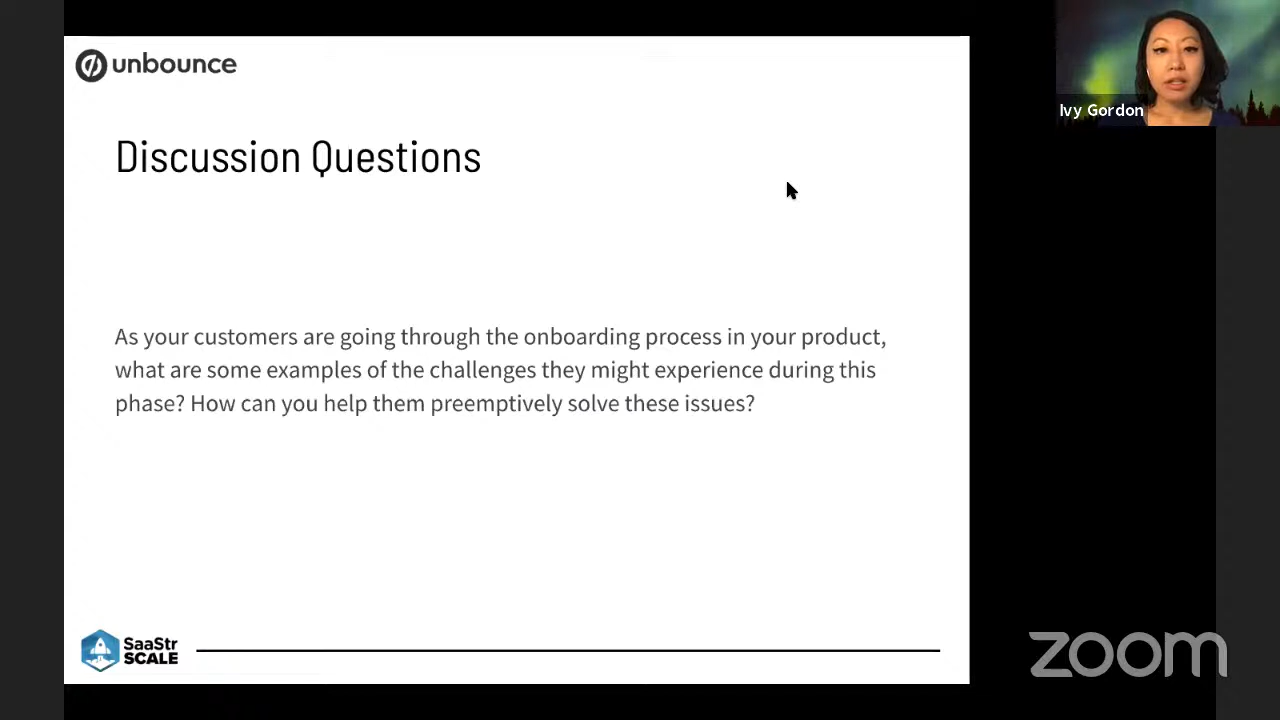 unbounce
Ivy Gordon
Discussion Questions
As your customers are going through the onboarding process in your product,
what are some examples of the challenges they might experience during this
phase? How can you help them preemptively solve these issues?
SaaStr
SCALE
zoom